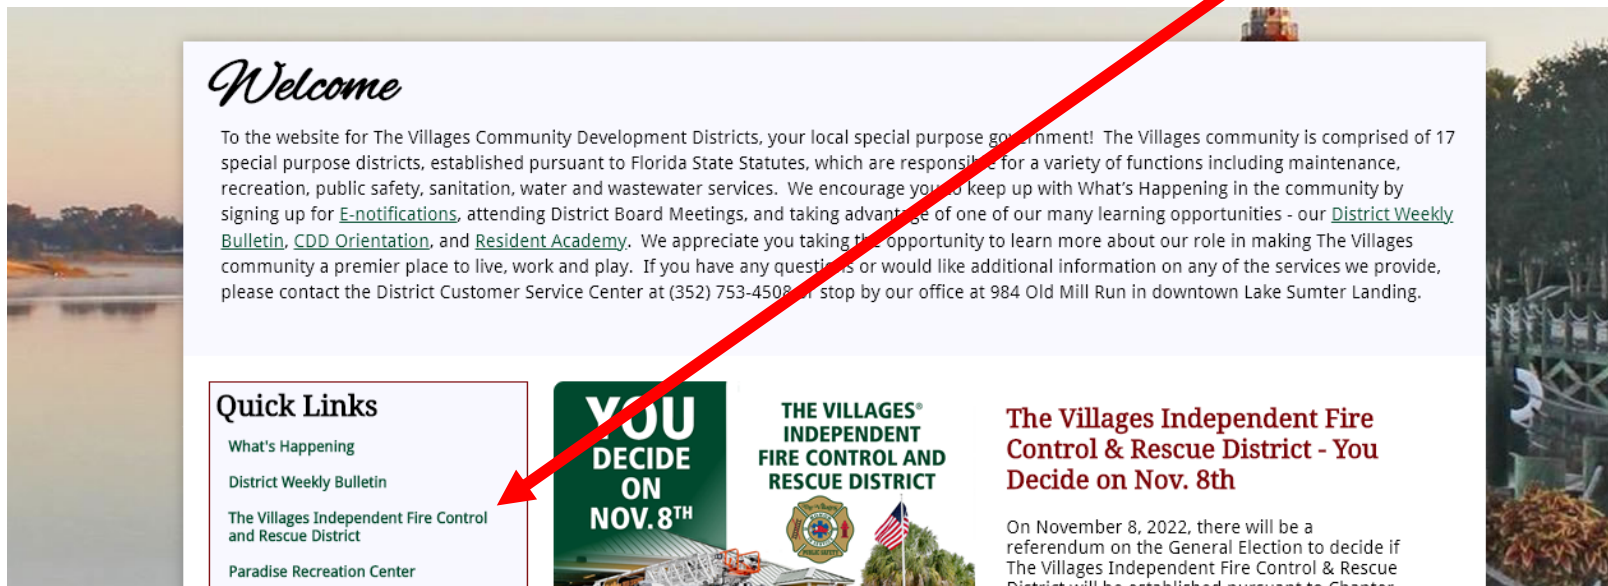 Welcome
To the website for The Villages Community Development Districts, your local special purpose government!  The Villages community is comprised of 17
special purpose districts, established pursuant to Florida State Statutes, which are responsible for a variety of functions including maintenance,
recreation, public safety, sanitation, water and wastewater services.  We encourage you to keep up with What's Happening in the community by
signing up for E-notifications, attending District Board Meetings, and taking advantage of one of our many learning opportunities - our District Weekly
Bulletin, CDD Orientation, and Resident Academy.  We appreciate you taking the opportunity to learn more about our role in making The Villages
community a premier place to live, work and play.  If you have any questions or would like additional information on any of the services we provide,
please contact the District Customer Service Center at (352) 753-4508 or stop by our office at 984 Old Mill Run in downtown Lake Sumter Landing.
Quick Links
What's Happening
District Weekly Bulletin
The Villages Independent Fire Control
and Rescue District
Paradise Recreation Center
YOU
DECIDE
ON
NOV. 8TH
THE VILLAGES®
INDEPENDENT
FIRE CONTROL AND
RESCUE DISTRICT
PUBLIC SAFETY
The Villages Independent Fire
Control & Rescue District - You
Decide on Nov. 8th
On November 8, 2022, there will be a
referendum on the General Election to decide if
The Villages Independent Fire Control & Rescue
District will be established pursuant to Chapter